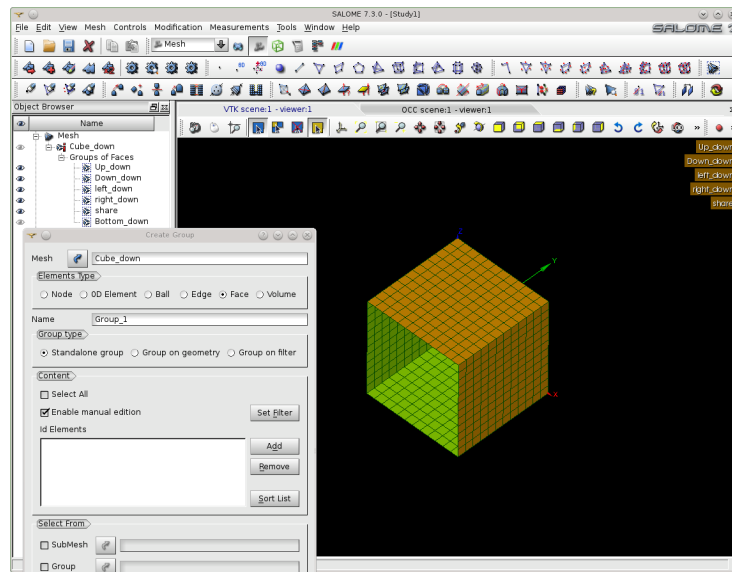 SALOME 7.3.0 - [Study1]
File Edit View Mesh Controls Modification Measurements Tools Window Help
SALOME 7
Mesh
Object Browser
VTK scene:1 - viewer:1
OCC scene:1 - viewer:1
Name
Mesh
Cube_down
Groups of Faces
Up_down
Down_down
left_down
right_down
share
Bottom_down
Up_down
Down_down
left_down
right_down
share
Z
Y
X
Create Group
Mesh
Cube_down
Elements Type
Node
0D Element
Ball
Edge
Face
Volume
Name
Group_1
Group type
Standalone group
Group on geometry
Group on filter
Content
Select All
Enable manual edition
Set Filter
Id Elements
Add
Remove
Sort List
Select From
SubMesh
Group